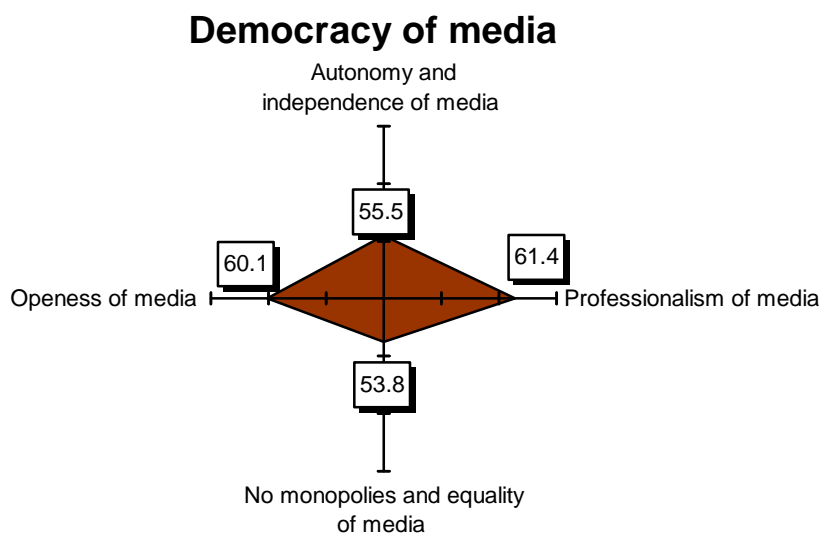 Democracy of media
Autonomy and
independence of media
55.5
60.1
61.4
Openess of media
Professionalism of media
53.8
No monopolies and equality
of media